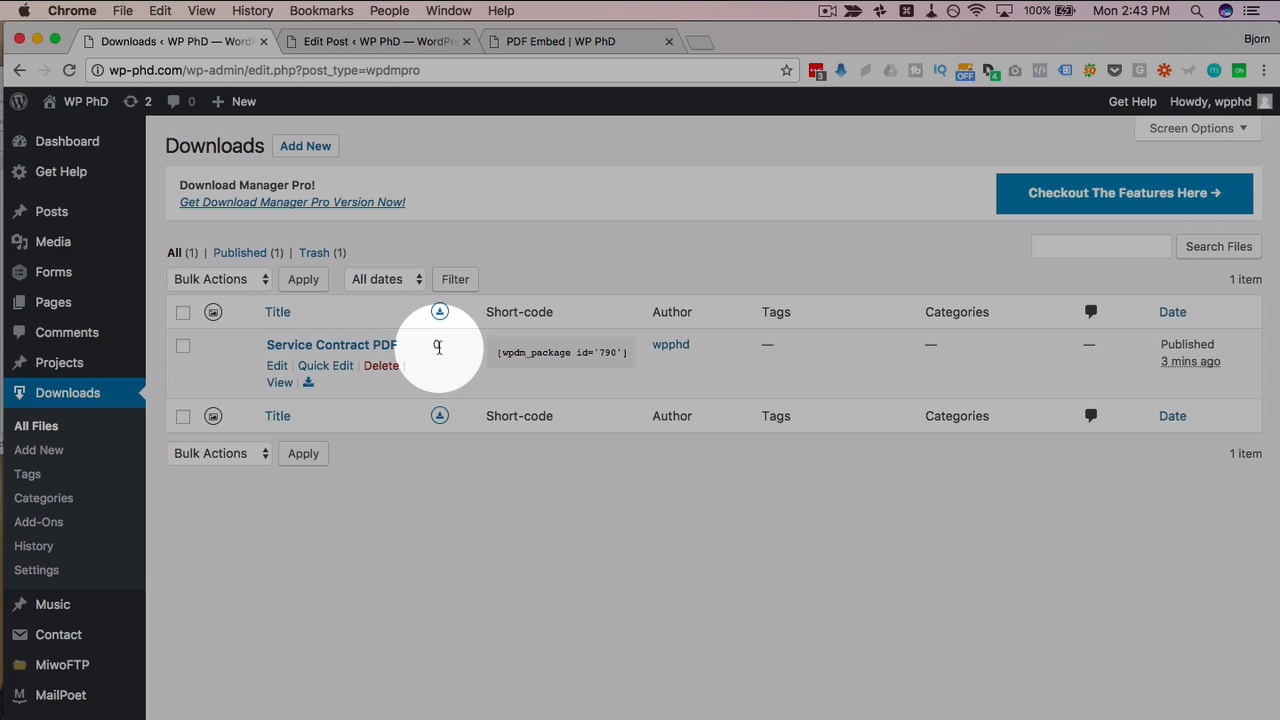 Chrome File Edit View History Bookmarks People Window Help 100% Mon 2:43 PM
Downloads ‹ WP PhD — WordPr Edit Post ‹ WP PhD — WordPre PDF Embed | WP PhD Bjorn
wp-phd.com/wp-admin/edit.php?post_type=wpdmpro
WP PhD 2 0 New Get Help Howdy, wpphd
Screen Options
Dashboard
Get Help
Posts
Media
Forms
Pages
Comments
Projects
Downloads
All Files
Add New
Tags
Categories
Add-Ons
History
Settings
Music
Contact
MiwoFTP
MailPoet
Downloads Add New
Download Manager Pro!
Get Download Manager Pro Version Now!
Checkout The Features Here →
All (1) | Published (1) | Trash (1)
Search Files
Bulk Actions Apply All dates Filter 1 item
Title Short-code Author Tags Categories Date
Service Contract PDF 0 [wpdm_package id='790'] wpphd — — — Published
Edit | Quick Edit | Delete | 3 mins ago
View |
Title Short-code Author Tags Categories Date
Bulk Actions Apply 1 item